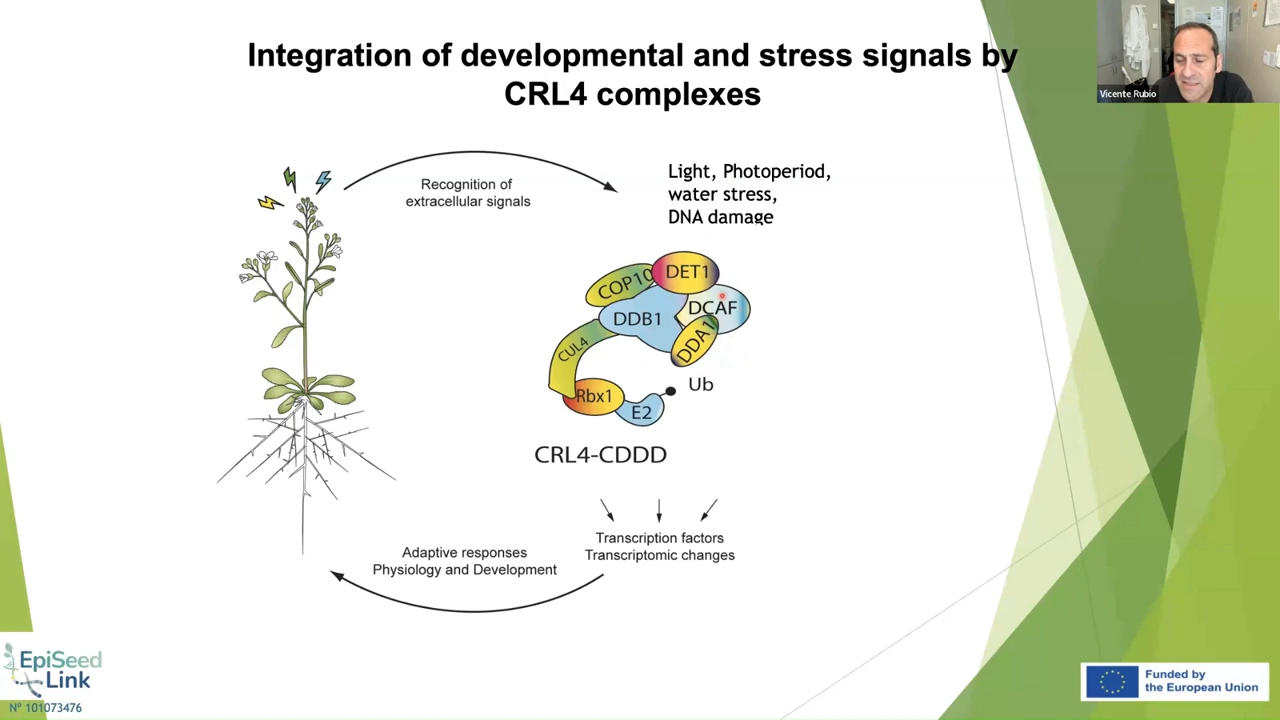 Integration of developmental and stress signals by
CRL4 complexes
Vicente Rubio
Recognition of
extracellular signals
Light, Photoperiod,
water stress,
DNA damage
COP10
DET1
DDB1
DCAF
DDA1
CUL4
Rbx1
E2
Ub
CRL4-CDDD
Transcription factors
Transcriptomic changes
Adaptive responses
Physiology and Development
EpiSeed
Link
Nº 101073476
Funded by
the European Union